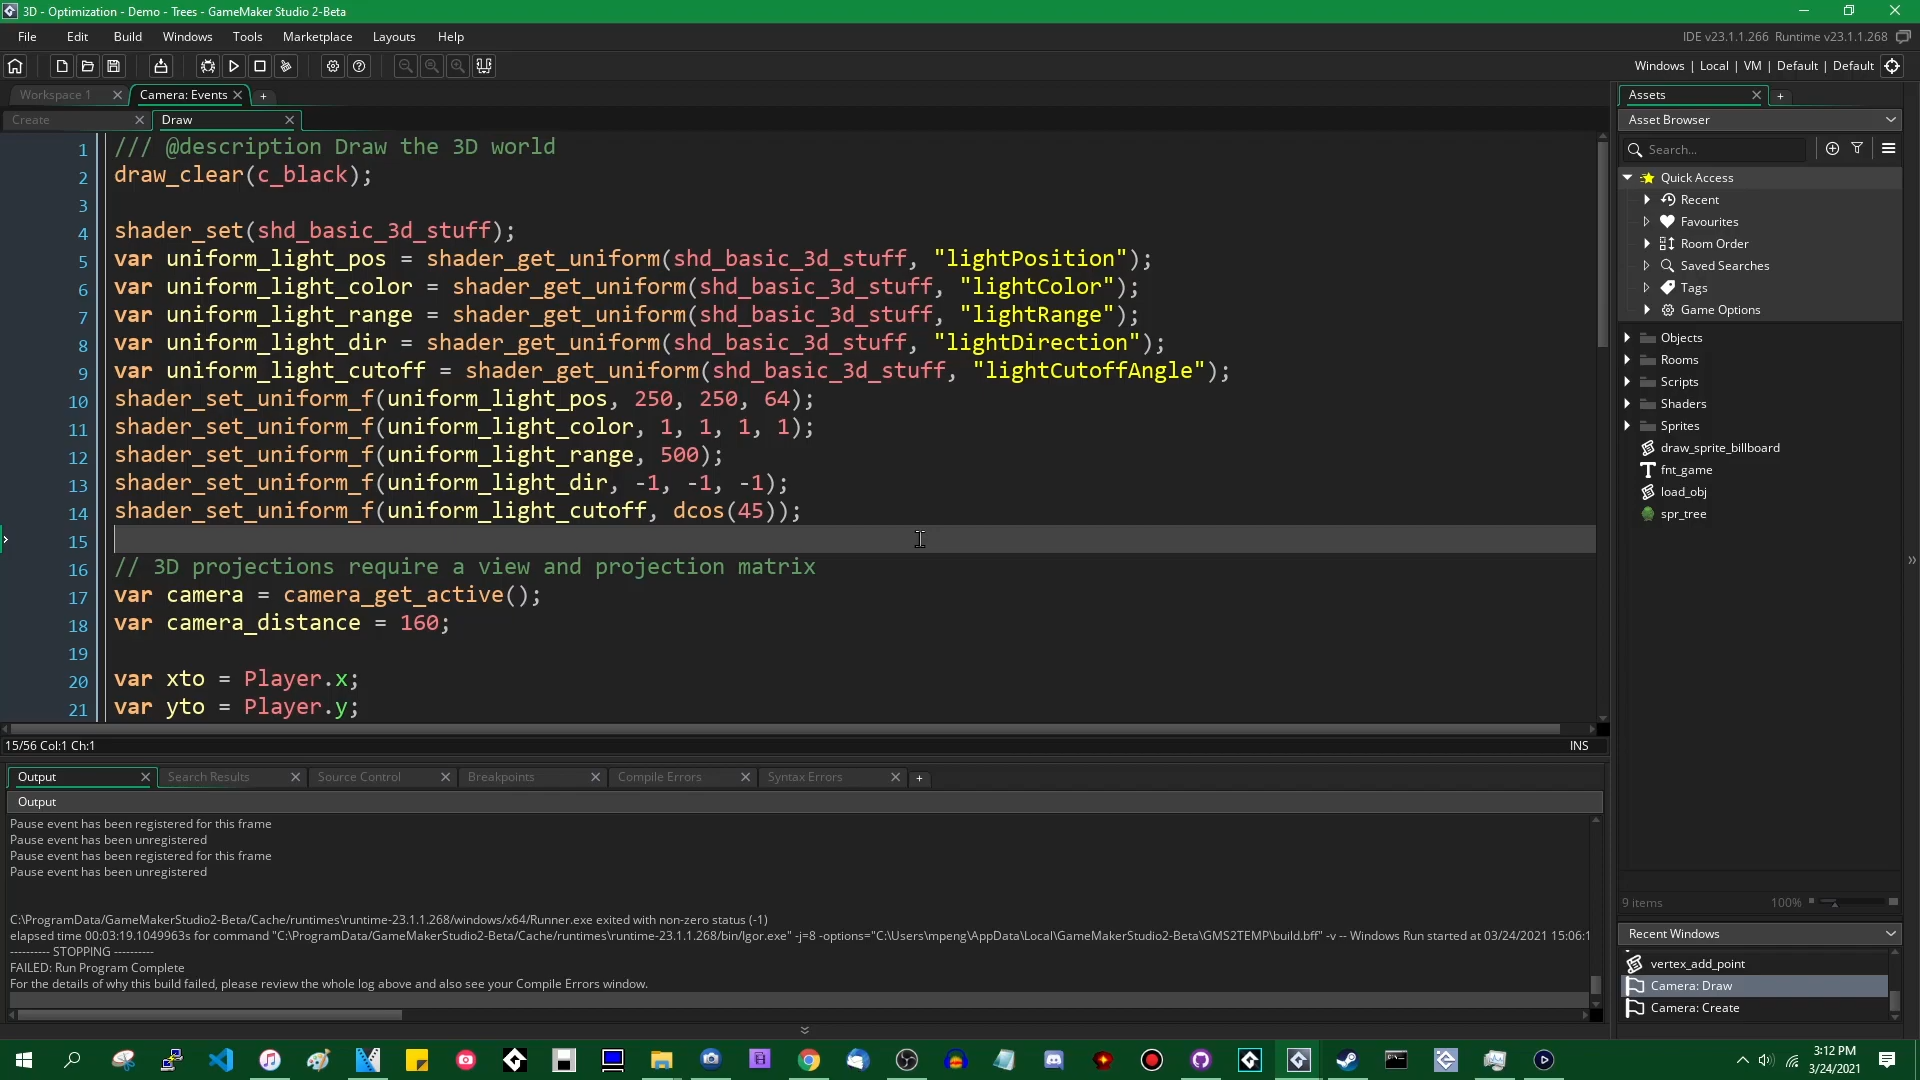 3D - Optimization - Demo - Trees - GameMaker Studio 2-Beta
File Edit Build Windows Tools Marketplace Layouts Help
IDE v23.1.1.266 Runtime v23.1.1.268
Windows | Local | VM | Default | Default
Workspace 1
Camera: Events
Create
Draw
1 /// @description Draw the 3D world
2 draw_clear(c_black);
3
4 shader_set(shd_basic_3d_stuff);
5 var uniform_light_pos = shader_get_uniform(shd_basic_3d_stuff, "lightPosition");
6 var uniform_light_color = shader_get_uniform(shd_basic_3d_stuff, "lightColor");
7 var uniform_light_range = shader_get_uniform(shd_basic_3d_stuff, "lightRange");
8 var uniform_light_dir = shader_get_uniform(shd_basic_3d_stuff, "lightDirection");
9 var uniform_light_cutoff = shader_get_uniform(shd_basic_3d_stuff, "lightCutoffAngle");
10 shader_set_uniform_f(uniform_light_pos, 250, 250, 64);
11 shader_set_uniform_f(uniform_light_color, 1, 1, 1, 1);
12 shader_set_uniform_f(uniform_light_range, 500);
13 shader_set_uniform_f(uniform_light_dir, -1, -1, -1);
14 shader_set_uniform_f(uniform_light_cutoff, dcos(45));
15
16 // 3D projections require a view and projection matrix
17 var camera = camera_get_active();
18 var camera_distance = 160;
19
20 var xto = Player.x;
21 var yto = Player.y;
15/56 Col:1 Ch:1
INS
Output
Search Results
Source Control
Breakpoints
Compile Errors
Syntax Errors
Output
Pause event has been registered for this frame
Pause event has been unregistered
Pause event has been registered for this frame
Pause event has been unregistered
C:\ProgramData/GameMakerStudio2-Beta/Cache/runtimes\runtime-23.1.1.268/windows/x64/Runner.exe exited with non-zero status (-1)
elapsed time 00:03:19.1049963s for command "C:\ProgramData/GameMakerStudio2-Beta/Cache/runtimes\runtime-23.1.1.268/bin/Igor.exe" -j=8 -options="C:\Users\mpeng\AppData\Local\GameMakerStudio2-Beta\GMS2TEMP\build.bff" -v -- Windows Run started at 03/24/2021 15:06:1
---------- STOPPING ----------
FAILED: Run Program Complete
For the details of why this build failed, please review the whole log above and also see your Compile Errors window.
Assets
Asset Browser
Search...
Quick Access
Recent
Favourites
Room Order
Saved Searches
Tags
Game Options
Objects
Rooms
Scripts
Shaders
Sprites
draw_sprite_billboard
fnt_game
load_obj
spr_tree
9 items
100%
Recent Windows
vertex_add_point
Camera: Draw
Camera: Create
3:12 PM
3/24/2021